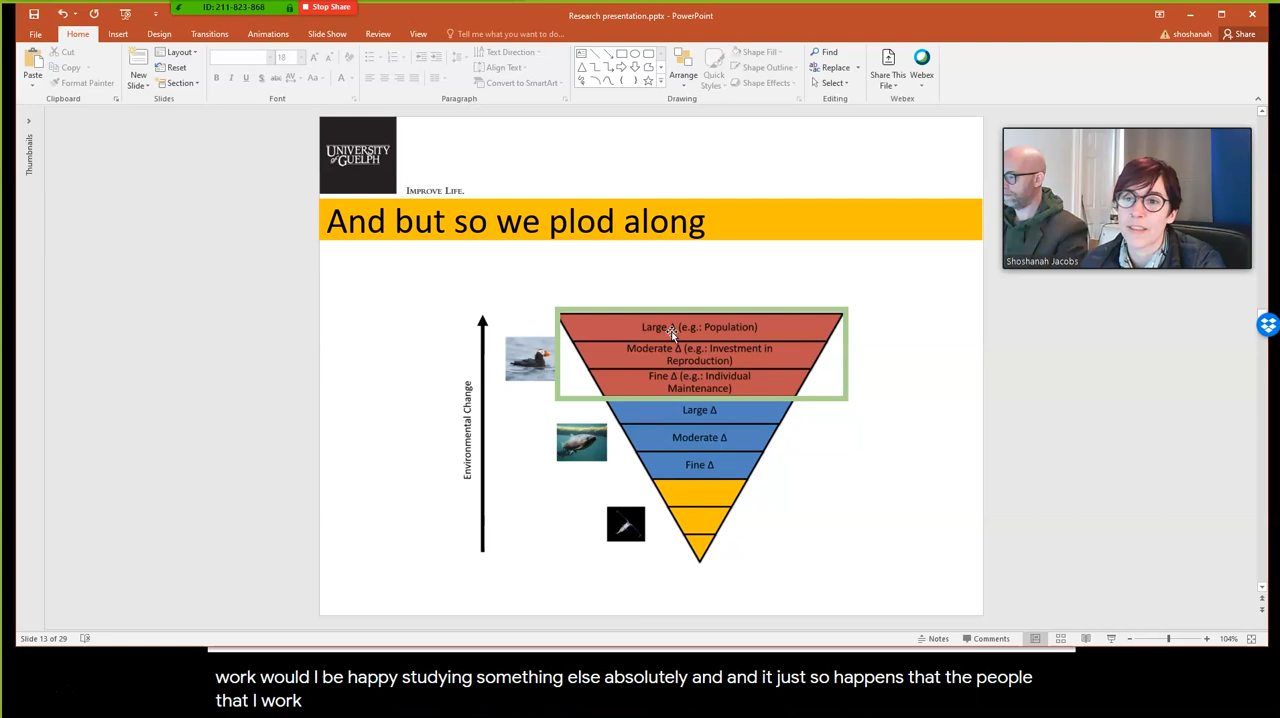 ID: 211-823-868
Stop Share
Research presentation.pptx - PowerPoint
File
Home
Insert
Design
Transitions
Animations
Slide Show
Review
View
Tell me what you want to do...
shoshanah
Share
Paste
Cut
Copy
Format Painter
Clipboard
New
Slide
Layout
Reset
Section
Slides
18
B
I
U
S
abc
AV
Aa
A
Font
Text Direction
Align Text
Convert to SmartArt
Paragraph
Arrange
Quick
Styles
Shape Fill
Shape Outline
Shape Effects
Drawing
Find
Replace
Select
Editing
Share This
File
Webex
Webex
Thumbnails
UNIVERSITY
OF GUELPH
IMPROVE LIFE.
And but so we plod along
Environmental Change
Large Δ (e.g.: Population)
Moderate Δ (e.g.: Investment in
Reproduction)
Fine Δ (e.g.: Individual
Maintenance)
Large Δ
Moderate Δ
Fine Δ
Shoshanah Jacobs
Slide 13 of 29
Notes
Comments
104%
work would I be happy studying something else absolutely and and it just so happens that the people
that I work